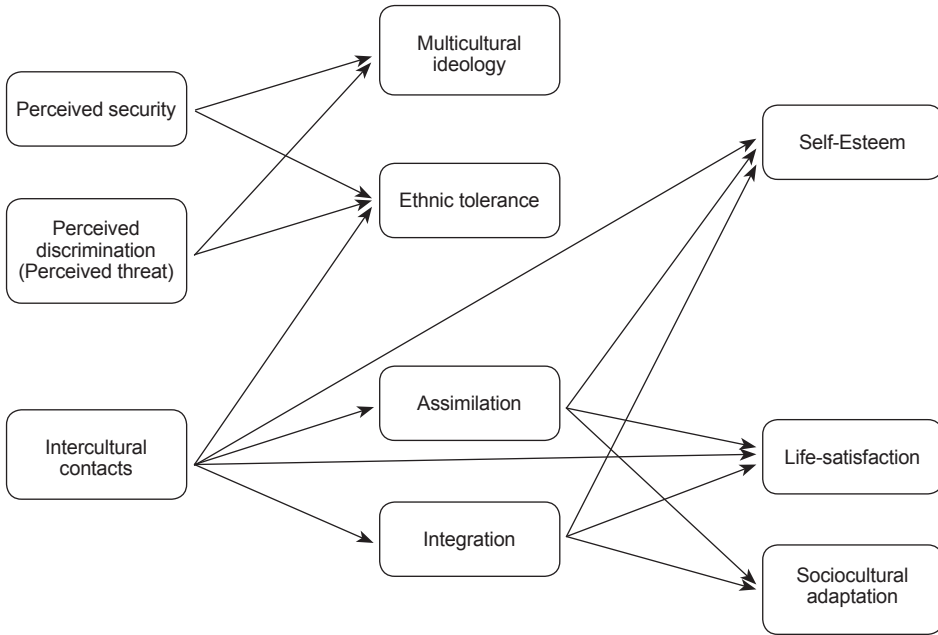 Perceived security
Perceived
discrimination
(Perceived threat)
Intercultural
contacts
Multicultural
ideology
Ethnic tolerance
Assimilation
Integration
Self-Esteem
Life-satisfaction
Sociocultural
adaptation